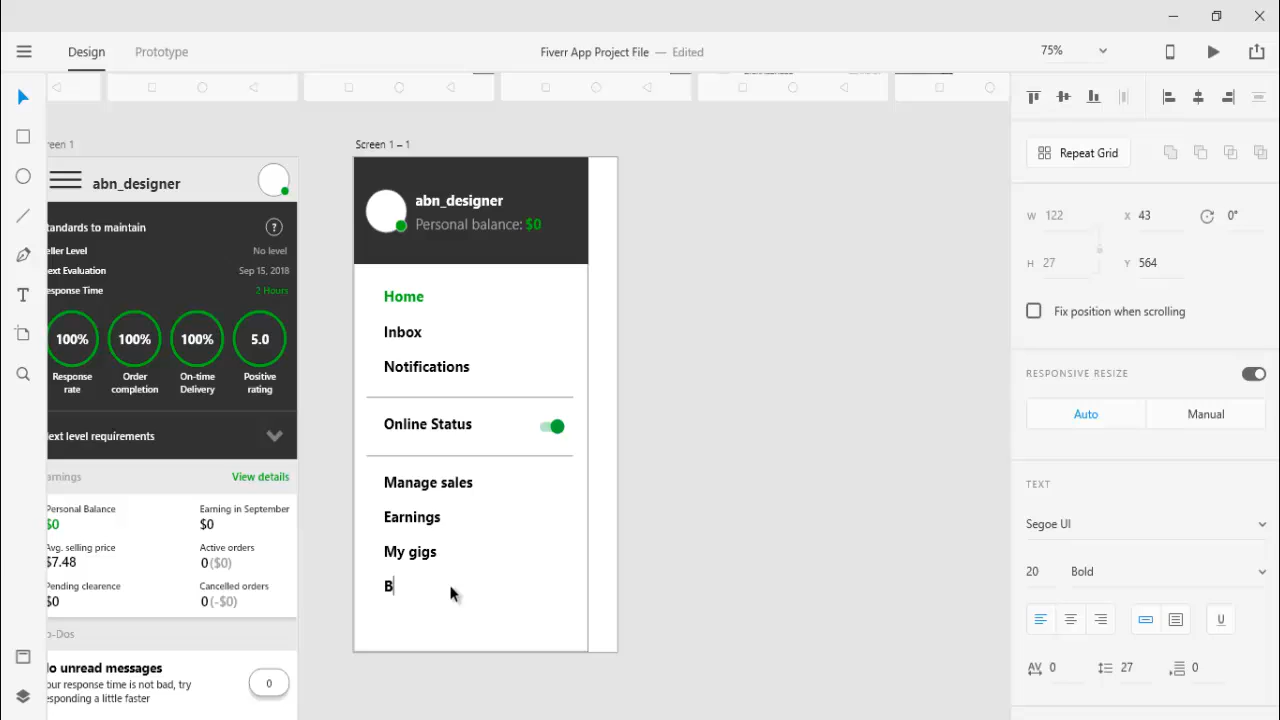 Design
Prototype
Fiverr App Project File — Edited
75%
reen 1
abn_designer
tandards to maintain
?
eller Level
No level
ext Evaluation
Sep 15, 2018
esponse Time
2 Hours
100%
100%
100%
5.0
Response
rate
Order
completion
On-time
Delivery
Positive
rating
ext level requirements
arnings
View details
Personal Balance
$0
Earning in September
$0
Avg. selling price
$7.48
Active orders
0 ($0)
Pending clearence
$0
Cancelled orders
0 (-$0)
o-Dos
lo unread messages
our response time is not bad, try
esponding a little faster
0
Screen 1 – 1
abn_designer
Personal balance: $0
Home
Inbox
Notifications
Online Status
Manage sales
Earnings
My gigs
B
Repeat Grid
W 122
X 43
0°
H 27
Y 564
Fix position when scrolling
RESPONSIVE RESIZE
Auto
Manual
TEXT
Segoe UI
20
Bold
U
AV 0
27
0
T